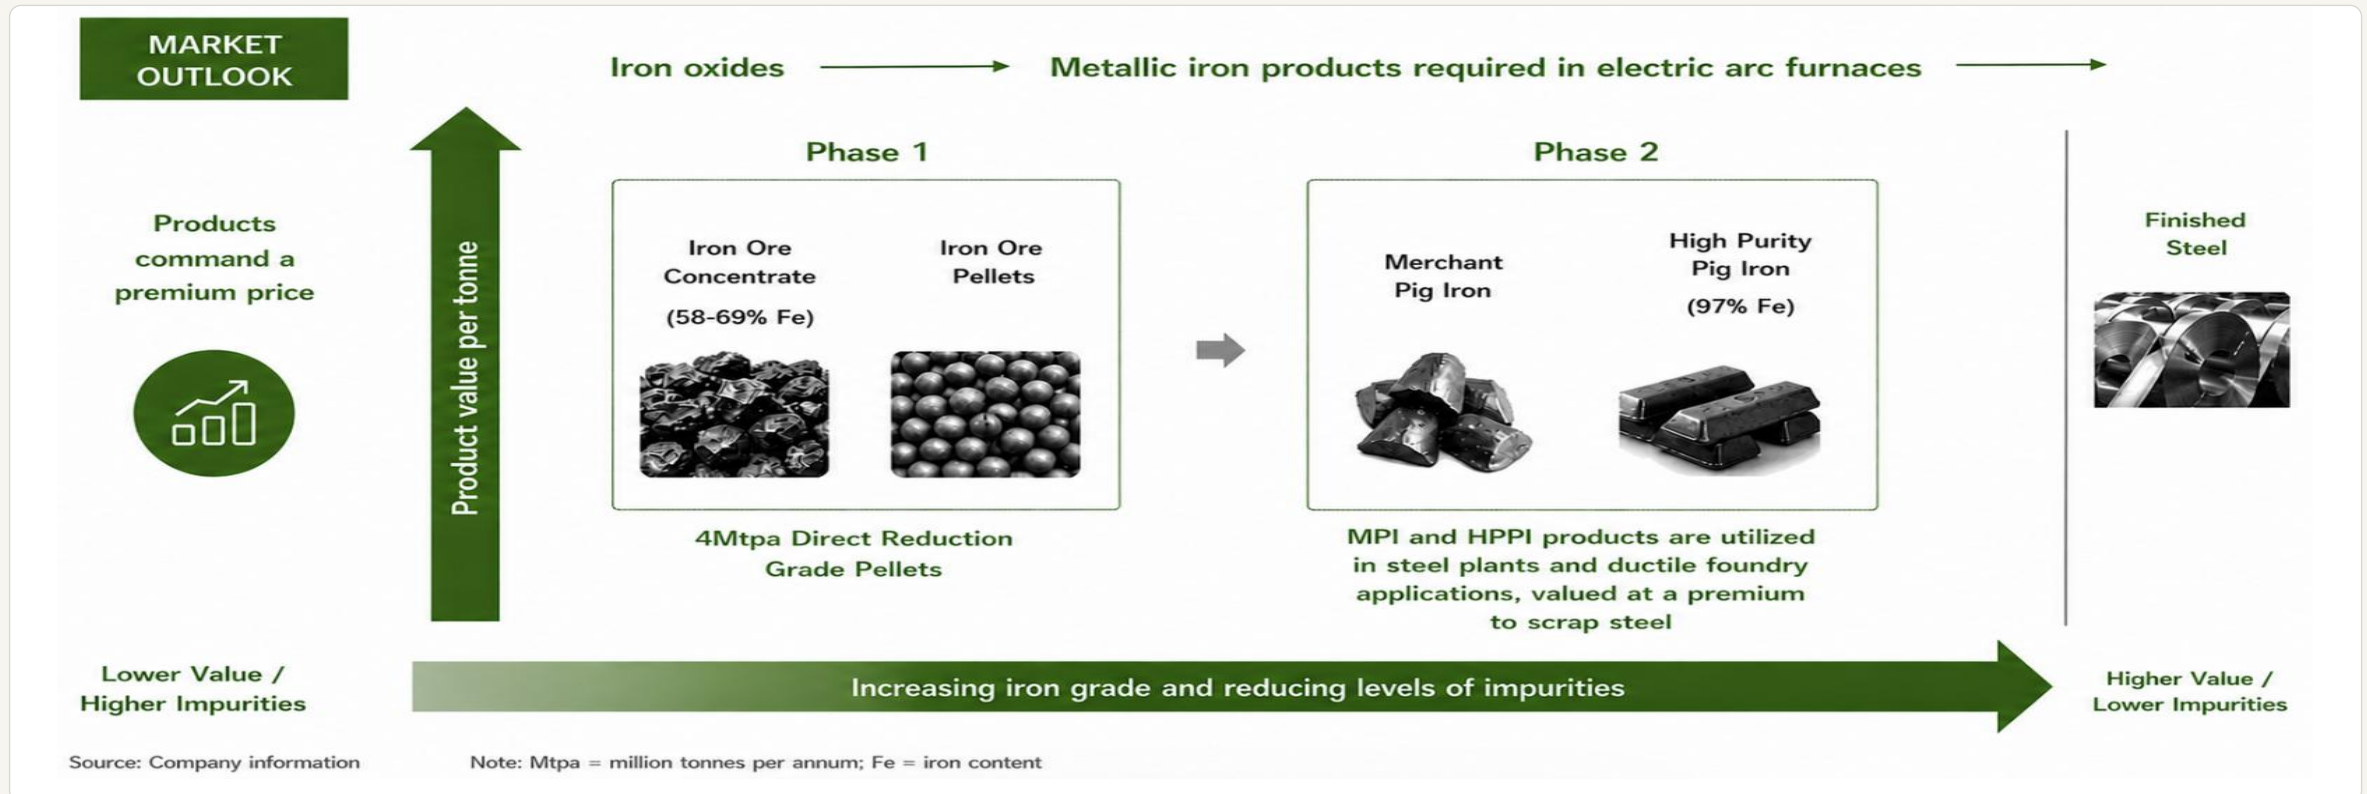 MARKET
OUTLOOK
Iron oxides
Metallic iron products required in electric arc furnaces
Products
command a
premium price
Product value per tonne
Phase 1
Iron Ore
Concentrate
(58-69% Fe)
Iron Ore
Pellets
4Mtpa Direct Reduction
Grade Pellets
Phase 2
Merchant
Pig Iron
High Purity
Pig Iron
(97% Fe)
MPI and HPPI products are utilized
in steel plants and ductile foundry
applications, valued at a premium
to scrap steel
Finished
Steel
Lower Value /
Higher Impurities
Increasing iron grade and reducing levels of impurities
Higher Value /
Lower Impurities
Source: Company information
Note: Mtpa = million tonnes per annum; Fe = iron content